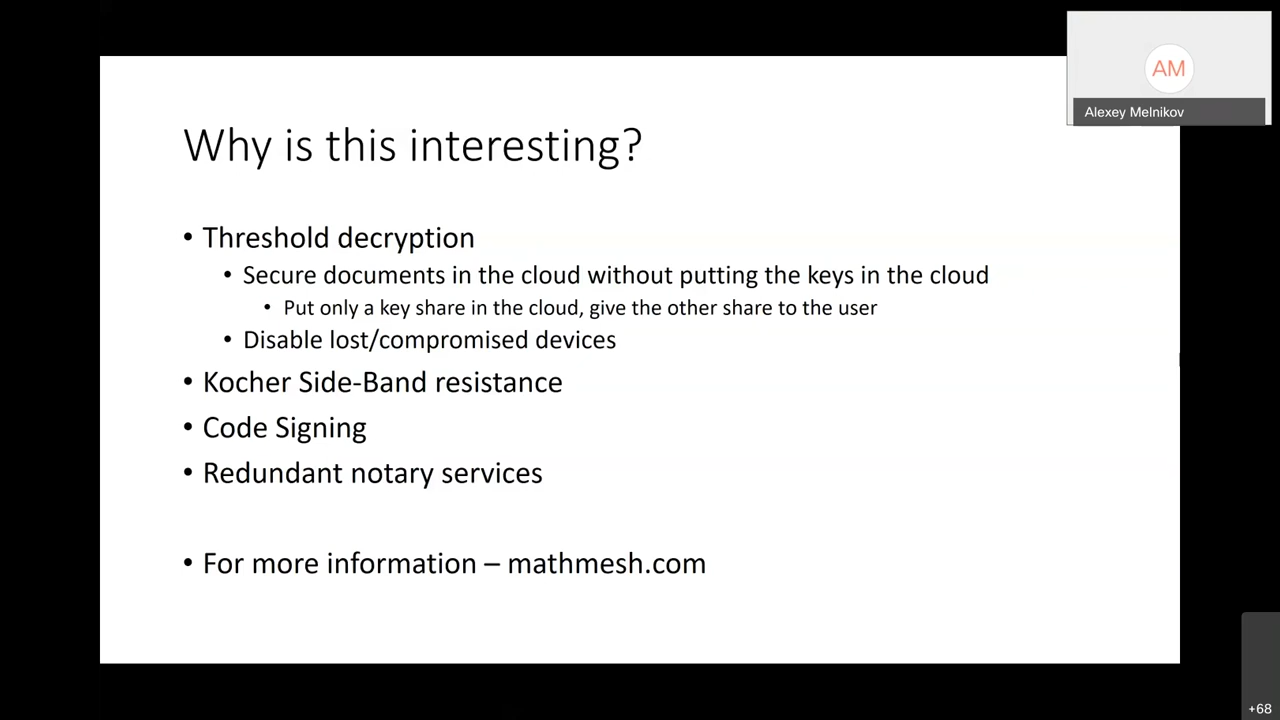 AM
Alexey Melnikov
Why is this interesting?
• Threshold decryption
• Secure documents in the cloud without putting the keys in the cloud
• Put only a key share in the cloud, give the other share to the user
• Disable lost/compromised devices
• Kocher Side-Band resistance
• Code Signing
• Redundant notary services
• For more information – mathmesh.com
+68